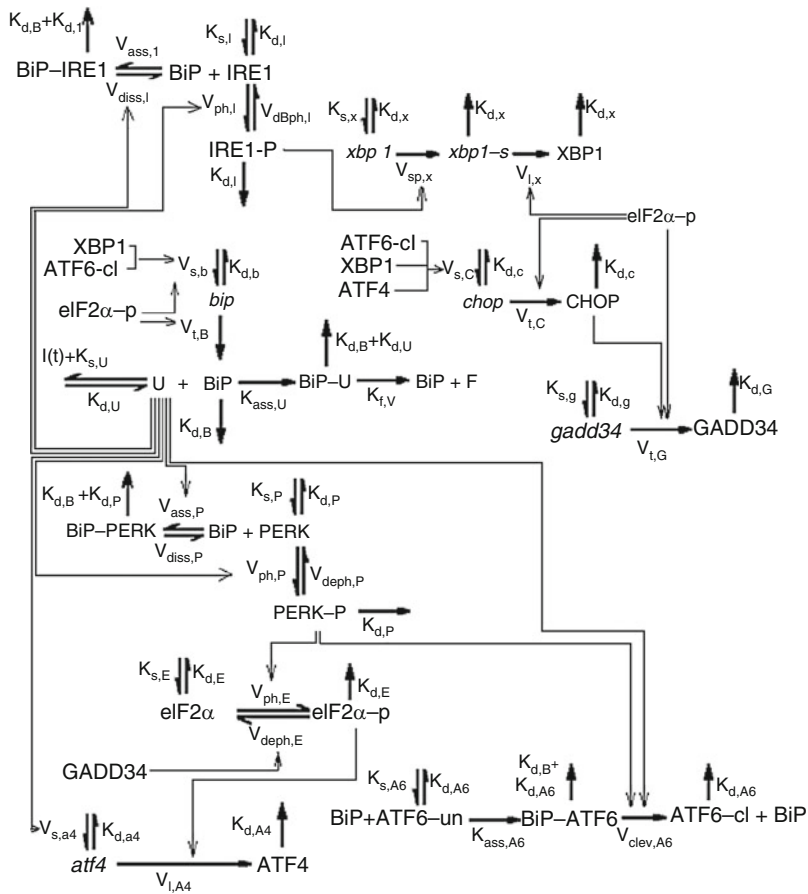 K_d,B+K_d,1
V_ass,1
K_s,I K_d,I
BiP–IRE1 BiP + IRE1
V_diss,I
V_ph,I V_dBph,I
IRE1-P
K_d,I
K_s,x K_d,x K_d,x K_d,x
xbp 1 xbp1–s XBP1
V_sp,x V_I,x
eIF2α–p
XBP1
ATF6-cl
V_s,b K_d,b
bip
eIF2α–p
V_t,B
ATF6-cl
XBP1
ATF4
V_s,C K_d,c K_d,c
chop CHOP
V_t,C
I(t)+K_s,U
K_d,U
U + BiP BiP–U BiP + F
K_d,B+K_d,U
K_ass,U K_f,V
K_d,B
K_s,g K_d,g K_d,G
gadd34 GADD34
V_t,G
K_d,B+K_d,P
V_ass,P
K_s,P K_d,P
BiP–PERK BiP + PERK
V_diss,P
V_ph,P V_deph,P
PERK–P
K_d,P
K_s,E K_d,E K_d,E
V_ph,E
eIF2α eIF2α–p
V_deph,E
GADD34
K_s,A6 K_d,A6
K_d,B+
K_d,A6
K_d,A6
BiP+ATF6–un BiP–ATF6 ATF6–cl + BiP
K_ass,A6 V_clev,A6
V_s,a4 K_d,a4 K_d,A4
atf4 ATF4
V_I,A4